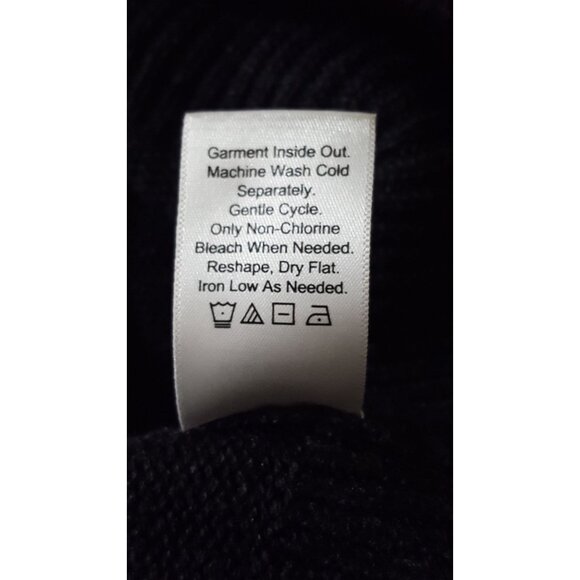 Garment Inside Out.
Machine Wash Cold
Separately.
Gentle Cycle.
Only Non-Chlorine
Bleach When Needed.
Reshape, Dry Flat.
Iron Low As Needed.